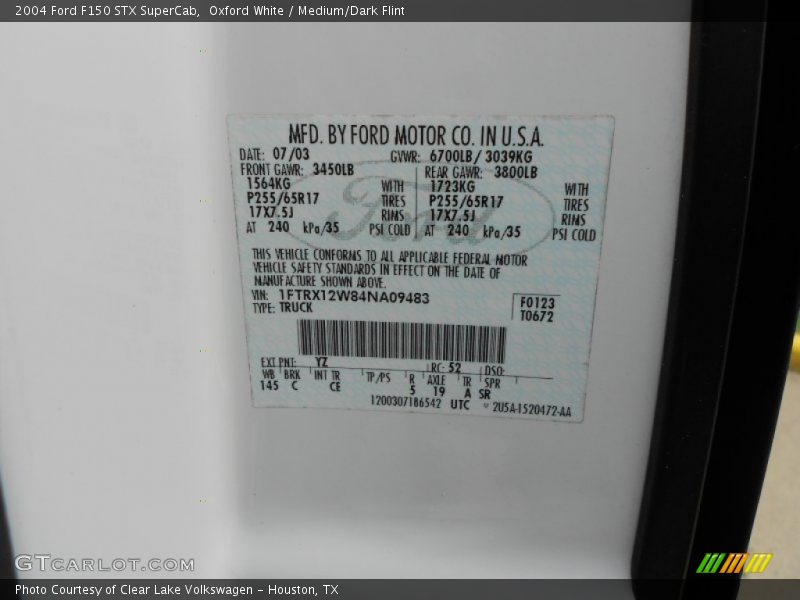 2004 Ford F150 STX SuperCab,  Oxford White / Medium/Dark Flint
MFD. BY FORD MOTOR CO. IN U.S.A.
DATE: 07/03 GVWR: 6700LB/ 3039KG
FRONT GAWR: 3450LB REAR GAWR: 3800LB
1564KG WITH 1723KG WITH
P255/65R17 TIRES P255/65R17 TIRES
17X7.5J RIMS 17X7.5J RIMS
AT 240 kPa/35 PSI COLD AT 240 kPa/35 PSI COLD
Ford
THIS VEHICLE CONFORMS TO ALL APPLICABLE FEDERAL MOTOR
VEHICLE SAFETY STANDARDS IN EFFECT ON THE DATE OF
MANUFACTURE SHOWN ABOVE.
VIN: 1FTRX12W84NA09483 F0123
TYPE: TRUCK T0672
EXT PNT: YZ RC: 52 DSO:
WB BRK INT TR TP/PS R AXLE TR SPR
145 C CE 5 19 A SR
1200307186542 UTC 2U5A-1520472-AA
GTCARLOT.COM
Photo Courtesy of Clear Lake Volkswagen - Houston, TX